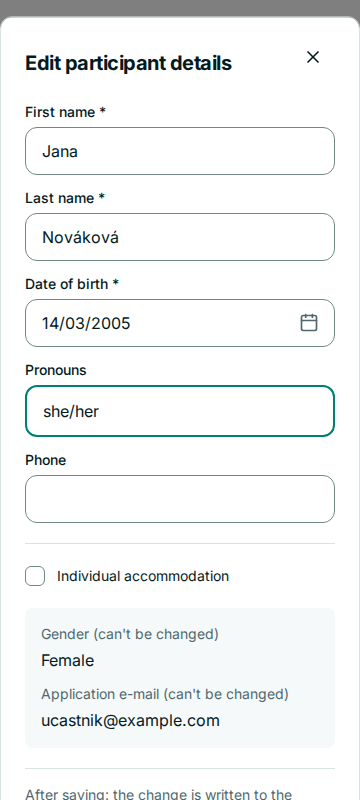 Edit participant details
First name *
Jana
Last name *
Nováková
Date of birth *
14/03/2005
Pronouns
she/her
Phone
Individual accommodation
Gender (can't be changed)
Female
Application e-mail (can't be changed)
ucastnik@example.com
After saving: the change is written to the